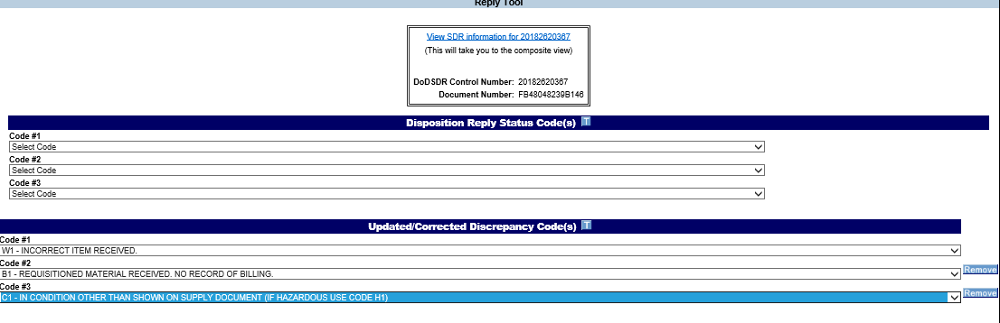 Reply Tool
View SDR information for 20182620367
(This will take you to the composite view)
DoDSDR Control Number: 20182620367
Document Number: FB48048239B146
Disposition Reply Status Code(s) T
Code #1
Select Code
Code #2
Select Code
Code #3
Select Code
Updated/Corrected Discrepancy Code(s) T
Code #1
W1 - INCORRECT ITEM RECEIVED.
Code #2
B1 - REQUISITIONED MATERIAL RECEIVED. NO RECORD OF BILLING.
Remove
Code #3
C1 - IN CONDITION OTHER THAN SHOWN ON SUPPLY DOCUMENT (IF HAZARDOUS USE CODE H1)
Remove